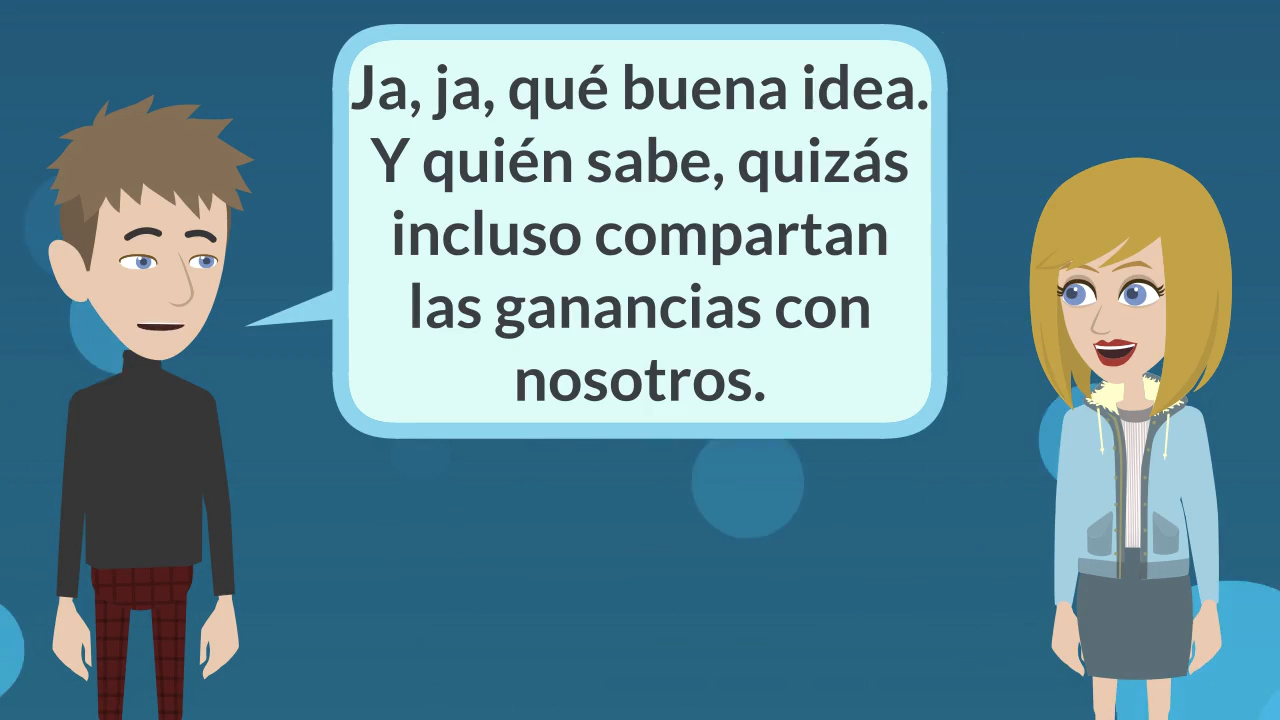 Ja, ja, qué buena idea.
Y quién sabe, quizás
incluso compartan
las ganancias con
nosotros.